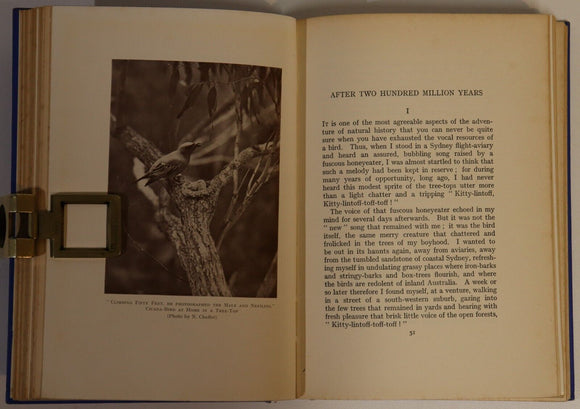 "Climbing Fifty Feet, he photographed the Male and Nestling."
Cicada-Bird at Home in a Tree-Top
(Photo by N. Chaffer)
AFTER TWO HUNDRED MILLION YEARS
I
It is one of the most agreeable aspects of the adven-
ture of natural history that you can never be quite
sure when you have exhausted the vocal resources of
a bird. Thus, when I stood in a Sydney flight-aviary
and heard an assured, bubbling song raised by a
fuscous honeyeater, I was almost startled to think that
such a melody had been kept in reserve; for during
many years of opportunity, long ago, I had never
heard this modest sprite of the tree-tops utter more
than a light chatter and a tripping "Kitty-lintoff,
Kitty-lintoff-toff-toff!"
The voice of that fuscous honeyeater echoed in my
mind for several days afterwards. But it was not the
"new" song that remained with me; it was the bird
itself, the same merry creature that chattered and
frolicked in the trees of my boyhood. I wanted to
be out in its haunts again, away from aviaries, away
from the tumbled sandstone of coastal Sydney, refresh-
ing myself in undulating grassy places where iron-barks
and stringy-barks and box-trees flourish, and where
the birds are redolent of inland Australia. A week or
so later therefore I found myself, at a venture, walking
in a street of a south-western suburb, gazing into
the few trees that remained in yards and hearing with
fresh pleasure that brisk little voice of the open forests,
"Kitty-lintoff-toff-toff!"
51